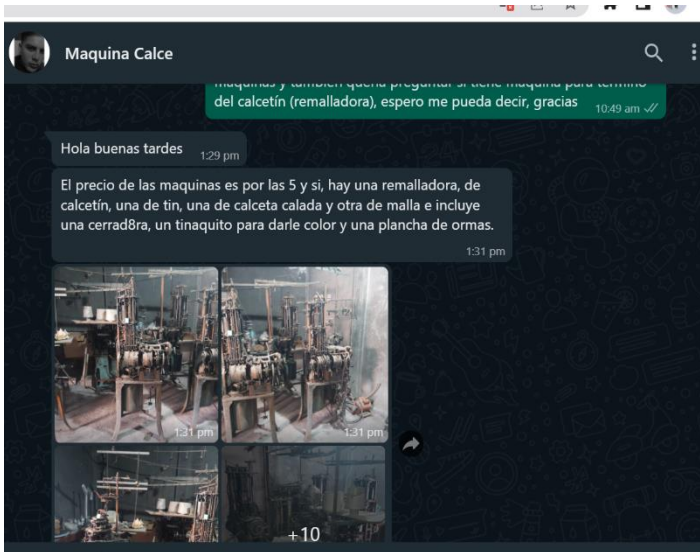 Maquina Calce
maquinas y también quería preguntar si tiene maquina para termino
del calcetín (remalladora), espero me pueda decir, gracias
10:49 am
Hola buenas tardes
1:29 pm
El precio de las maquinas es por las 5 y si, hay una remalladora, de
calcetín, una de tin, una de calceta calada y otra de malla e incluye
una cerrad8ra, un tinaquito para darle color y una plancha de ormas.
1:31 pm
1:31 pm
1:31 pm
+10